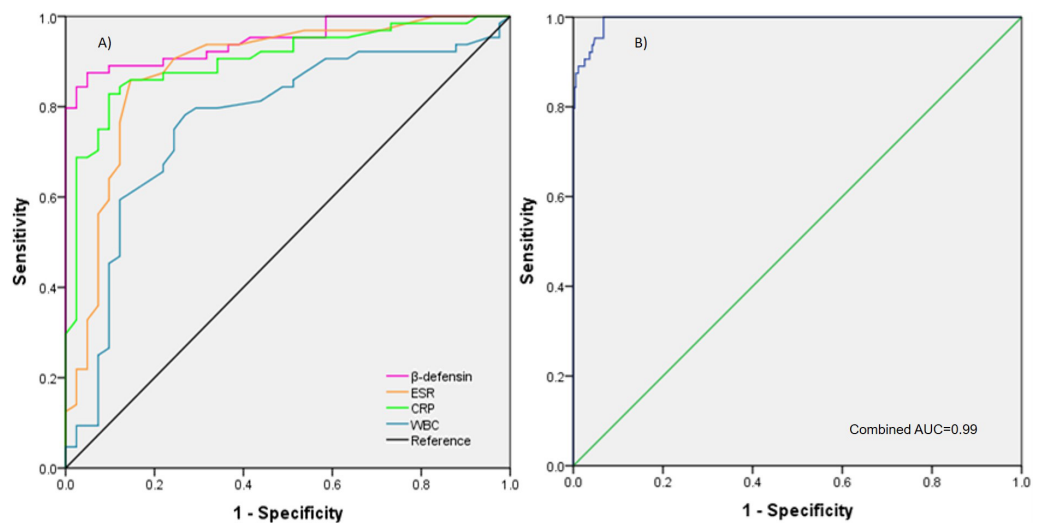 A)
1.0
0.8
0.6
0.4
0.2
0.0
Sensitivity
β-defensin
ESR
CRP
WBC
Reference
0.0 0.2 0.4 0.6 0.8 1.0
1 - Specificity
B)
1.0
0.8
0.6
0.4
0.2
0.0
Sensitivity
Combined AUC=0.99
0.0 0.2 0.4 0.6 0.8 1.0
1 - Specificity